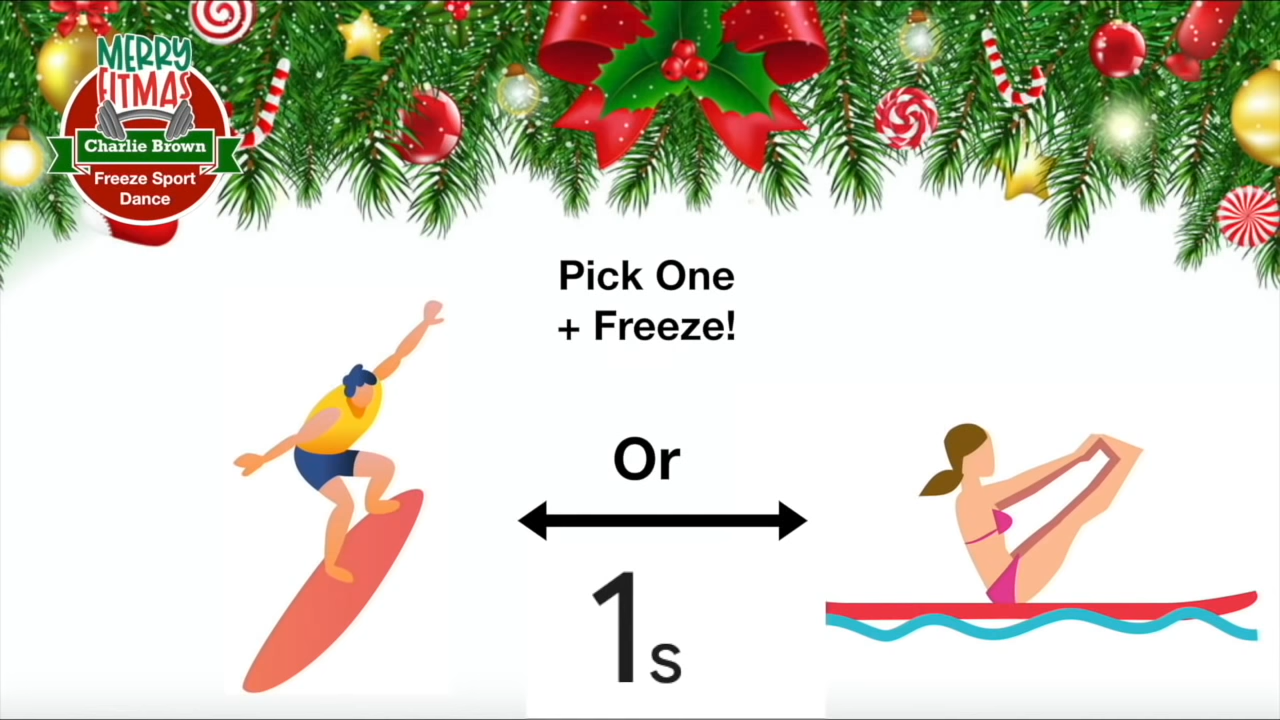 MERRY
FITMAS
Charlie Brown
Freeze Sport
Dance
Pick One
+ Freeze!
Or
1s